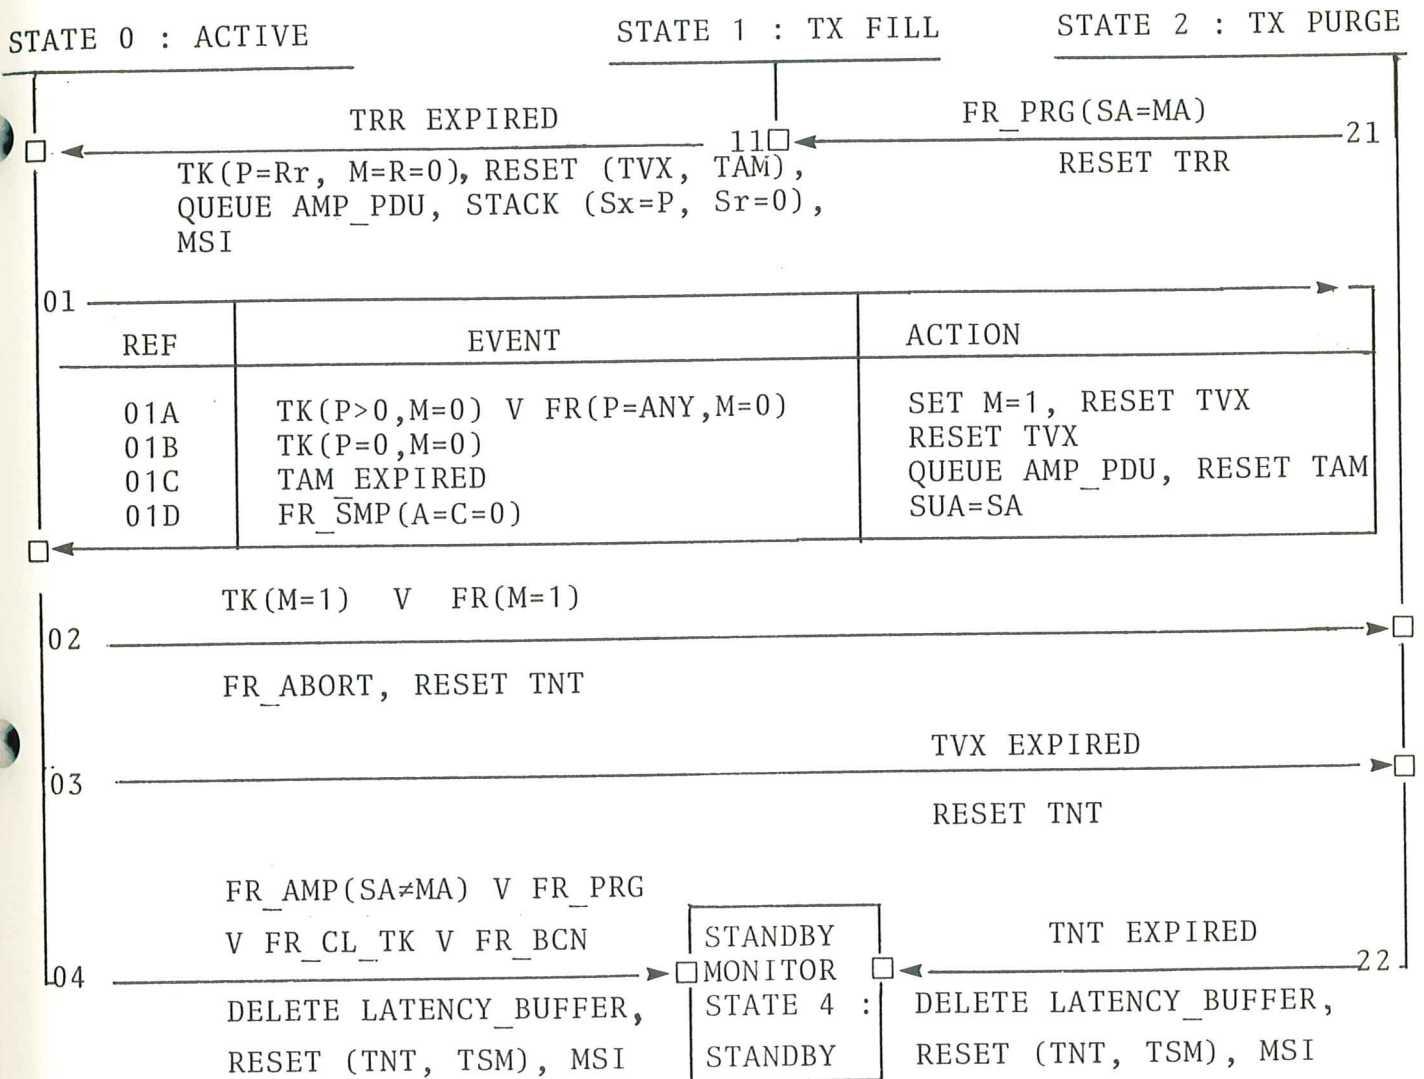 STATE 0 : ACTIVE
STATE 1 : TX FILL
STATE 2 : TX PURGE
TRR EXPIRED
11
FR_PRG(SA=MA)
21
TK(P=Rr, M=R=0), RESET (TVX, TAM),
QUEUE AMP_PDU, STACK (Sx=P, Sr=0),
MSI
RESET TRR
01
REF EVENT ACTION
01A TK(P>0,M=0) V FR(P=ANY,M=0) SET M=1, RESET TVX
01B TK(P=0,M=0) RESET TVX
01C TAM_EXPIRED QUEUE AMP_PDU, RESET TAM
01D FR_SMP(A=C=0) SUA=SA
TK(M=1) V FR(M=1)
02
FR_ABORT, RESET TNT
TVX EXPIRED
03
RESET TNT
FR_AMP(SA≠MA) V FR_PRG
V FR_CL_TK V FR_BCN
04
DELETE LATENCY_BUFFER,
RESET (TNT, TSM), MSI
STANDBY
MONITOR
STATE 4 :
STANDBY
TNT EXPIRED
22
DELETE LATENCY_BUFFER,
RESET (TNT, TSM), MSI